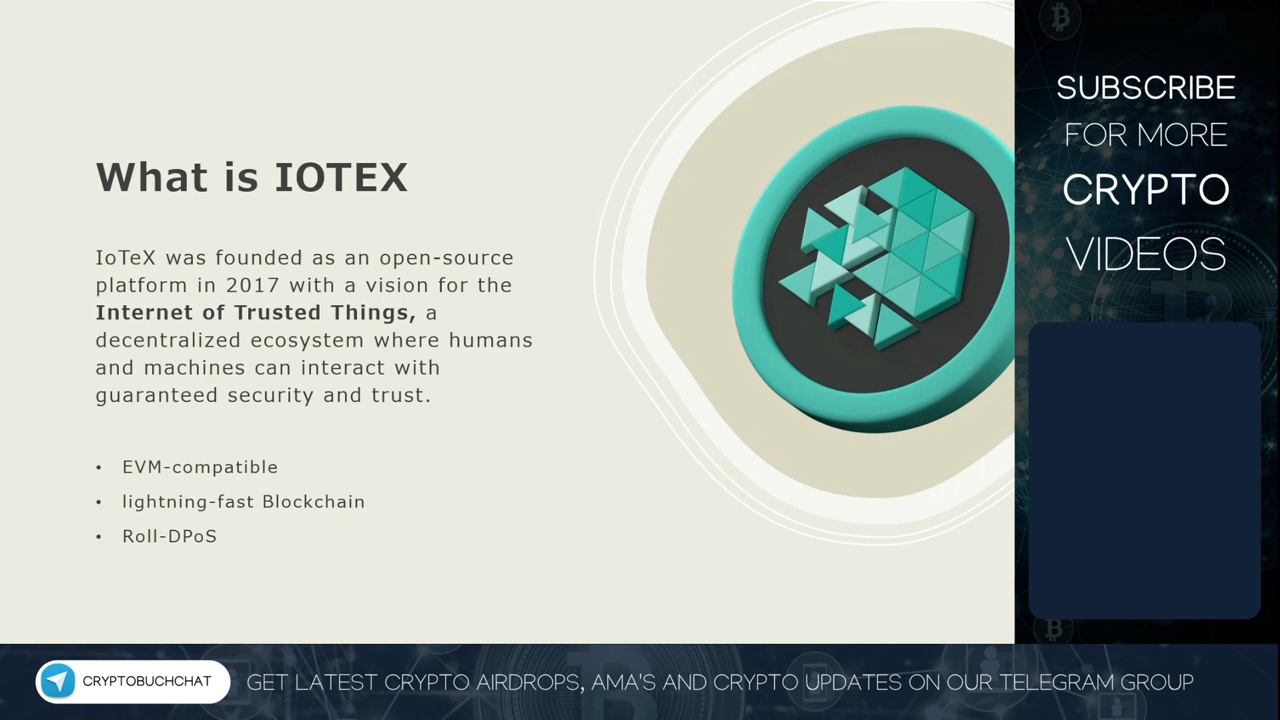 What is IOTEX
IoTeX was founded as an open-source
platform in 2017 with a vision for the
Internet of Trusted Things, a
decentralized ecosystem where humans
and machines can interact with
guaranteed security and trust.
• EVM-compatible
• lightning-fast Blockchain
• Roll-DPoS
SUBSCRIBE
FOR MORE
CRYPTO
VIDEOS
CRYPTOBUCHCHAT
GET LATEST CRYPTO AIRDROPS, AMA'S AND CRYPTO UPDATES ON OUR TELEGRAM GROUP